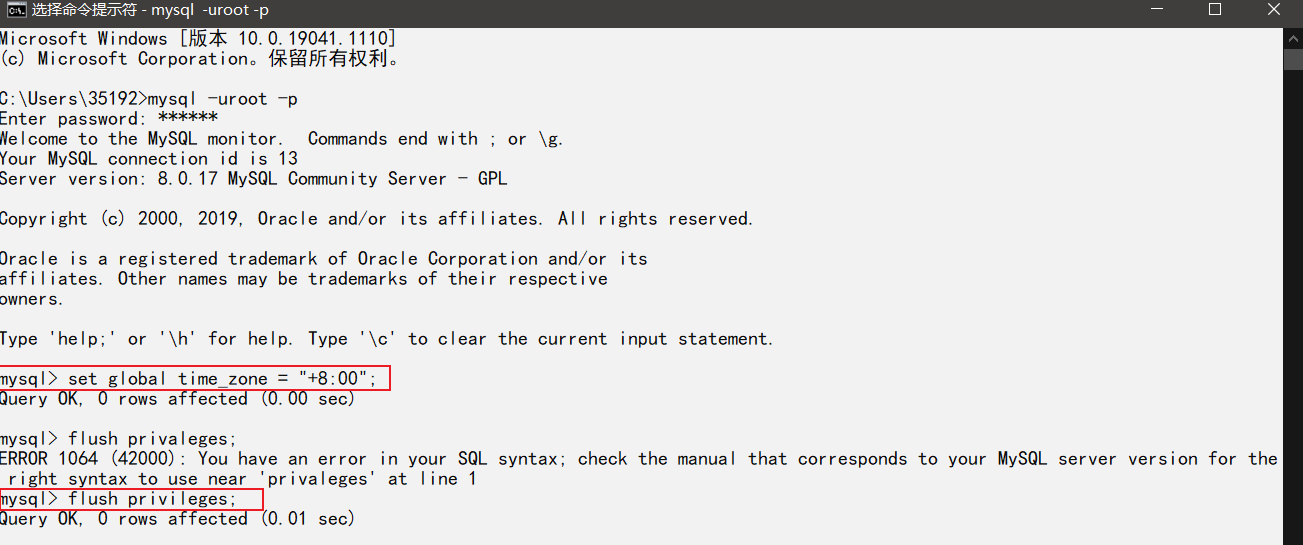 选择命令提示符 - mysql  -uroot -p
Microsoft Windows [版本 10.0.19041.1110]
(c) Microsoft Corporation。保留所有权利。
C:\Users\35192>mysql -uroot -p
Enter password: ******
Welcome to the MySQL monitor.  Commands end with ; or \g.
Your MySQL connection id is 13
Server version: 8.0.17 MySQL Community Server - GPL
Copyright (c) 2000, 2019, Oracle and/or its affiliates. All rights reserved.
Oracle is a registered trademark of Oracle Corporation and/or its
affiliates. Other names may be trademarks of their respective
owners.
Type 'help;' or '\h' for help. Type '\c' to clear the current input statement.
mysql> set global time_zone = "+8:00";
Query OK, 0 rows affected (0.00 sec)
mysql> flush privaleges;
ERROR 1064 (42000): You have an error in your SQL syntax; check the manual that corresponds to your MySQL server version for the
 right syntax to use near 'privaleges' at line 1
mysql> flush privileges;
Query OK, 0 rows affected (0.01 sec)